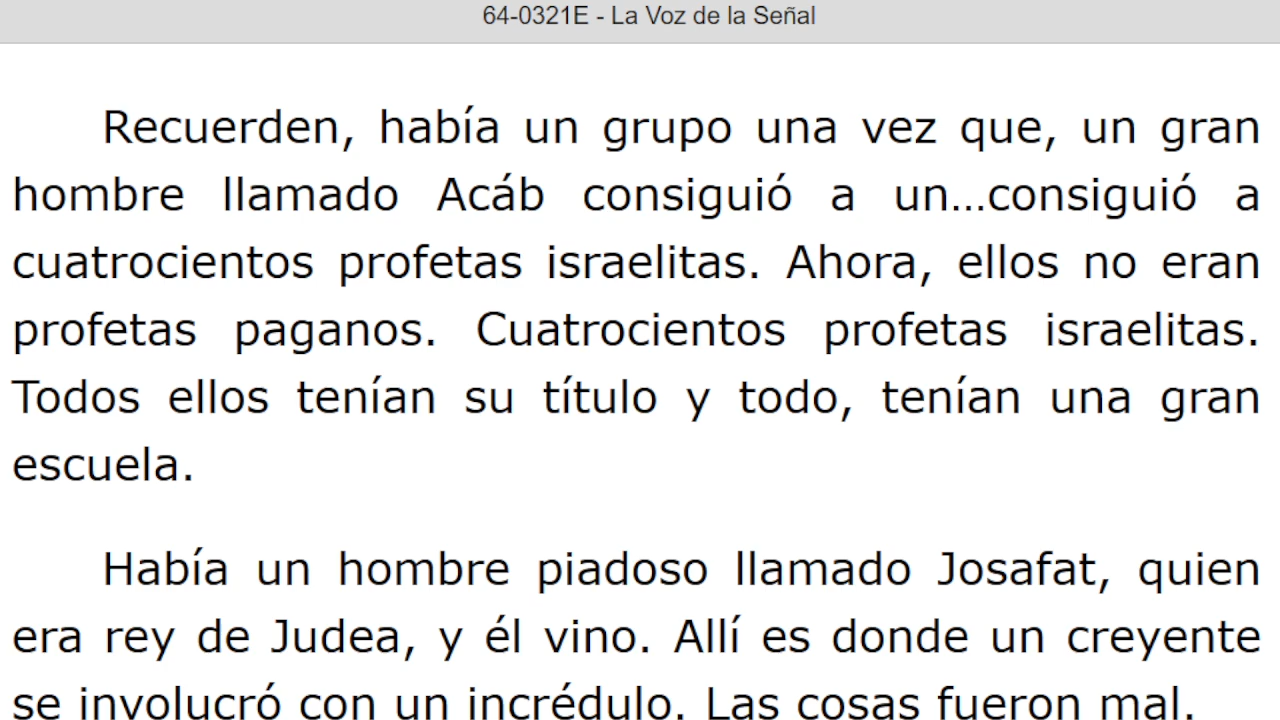 64-0321E - La Voz de la Señal
Recuerden, había un grupo una vez que, un gran
hombre llamado Acáb consiguió a un...consiguió a
cuatrocientos profetas israelitas. Ahora, ellos no eran
profetas paganos. Cuatrocientos profetas israelitas.
Todos ellos tenían su título y todo, tenían una gran
escuela.
Había un hombre piadoso llamado Josafat, quien
era rey de Judea, y él vino. Allí es donde un creyente
se involucró con un incrédulo. Las cosas fueron mal.